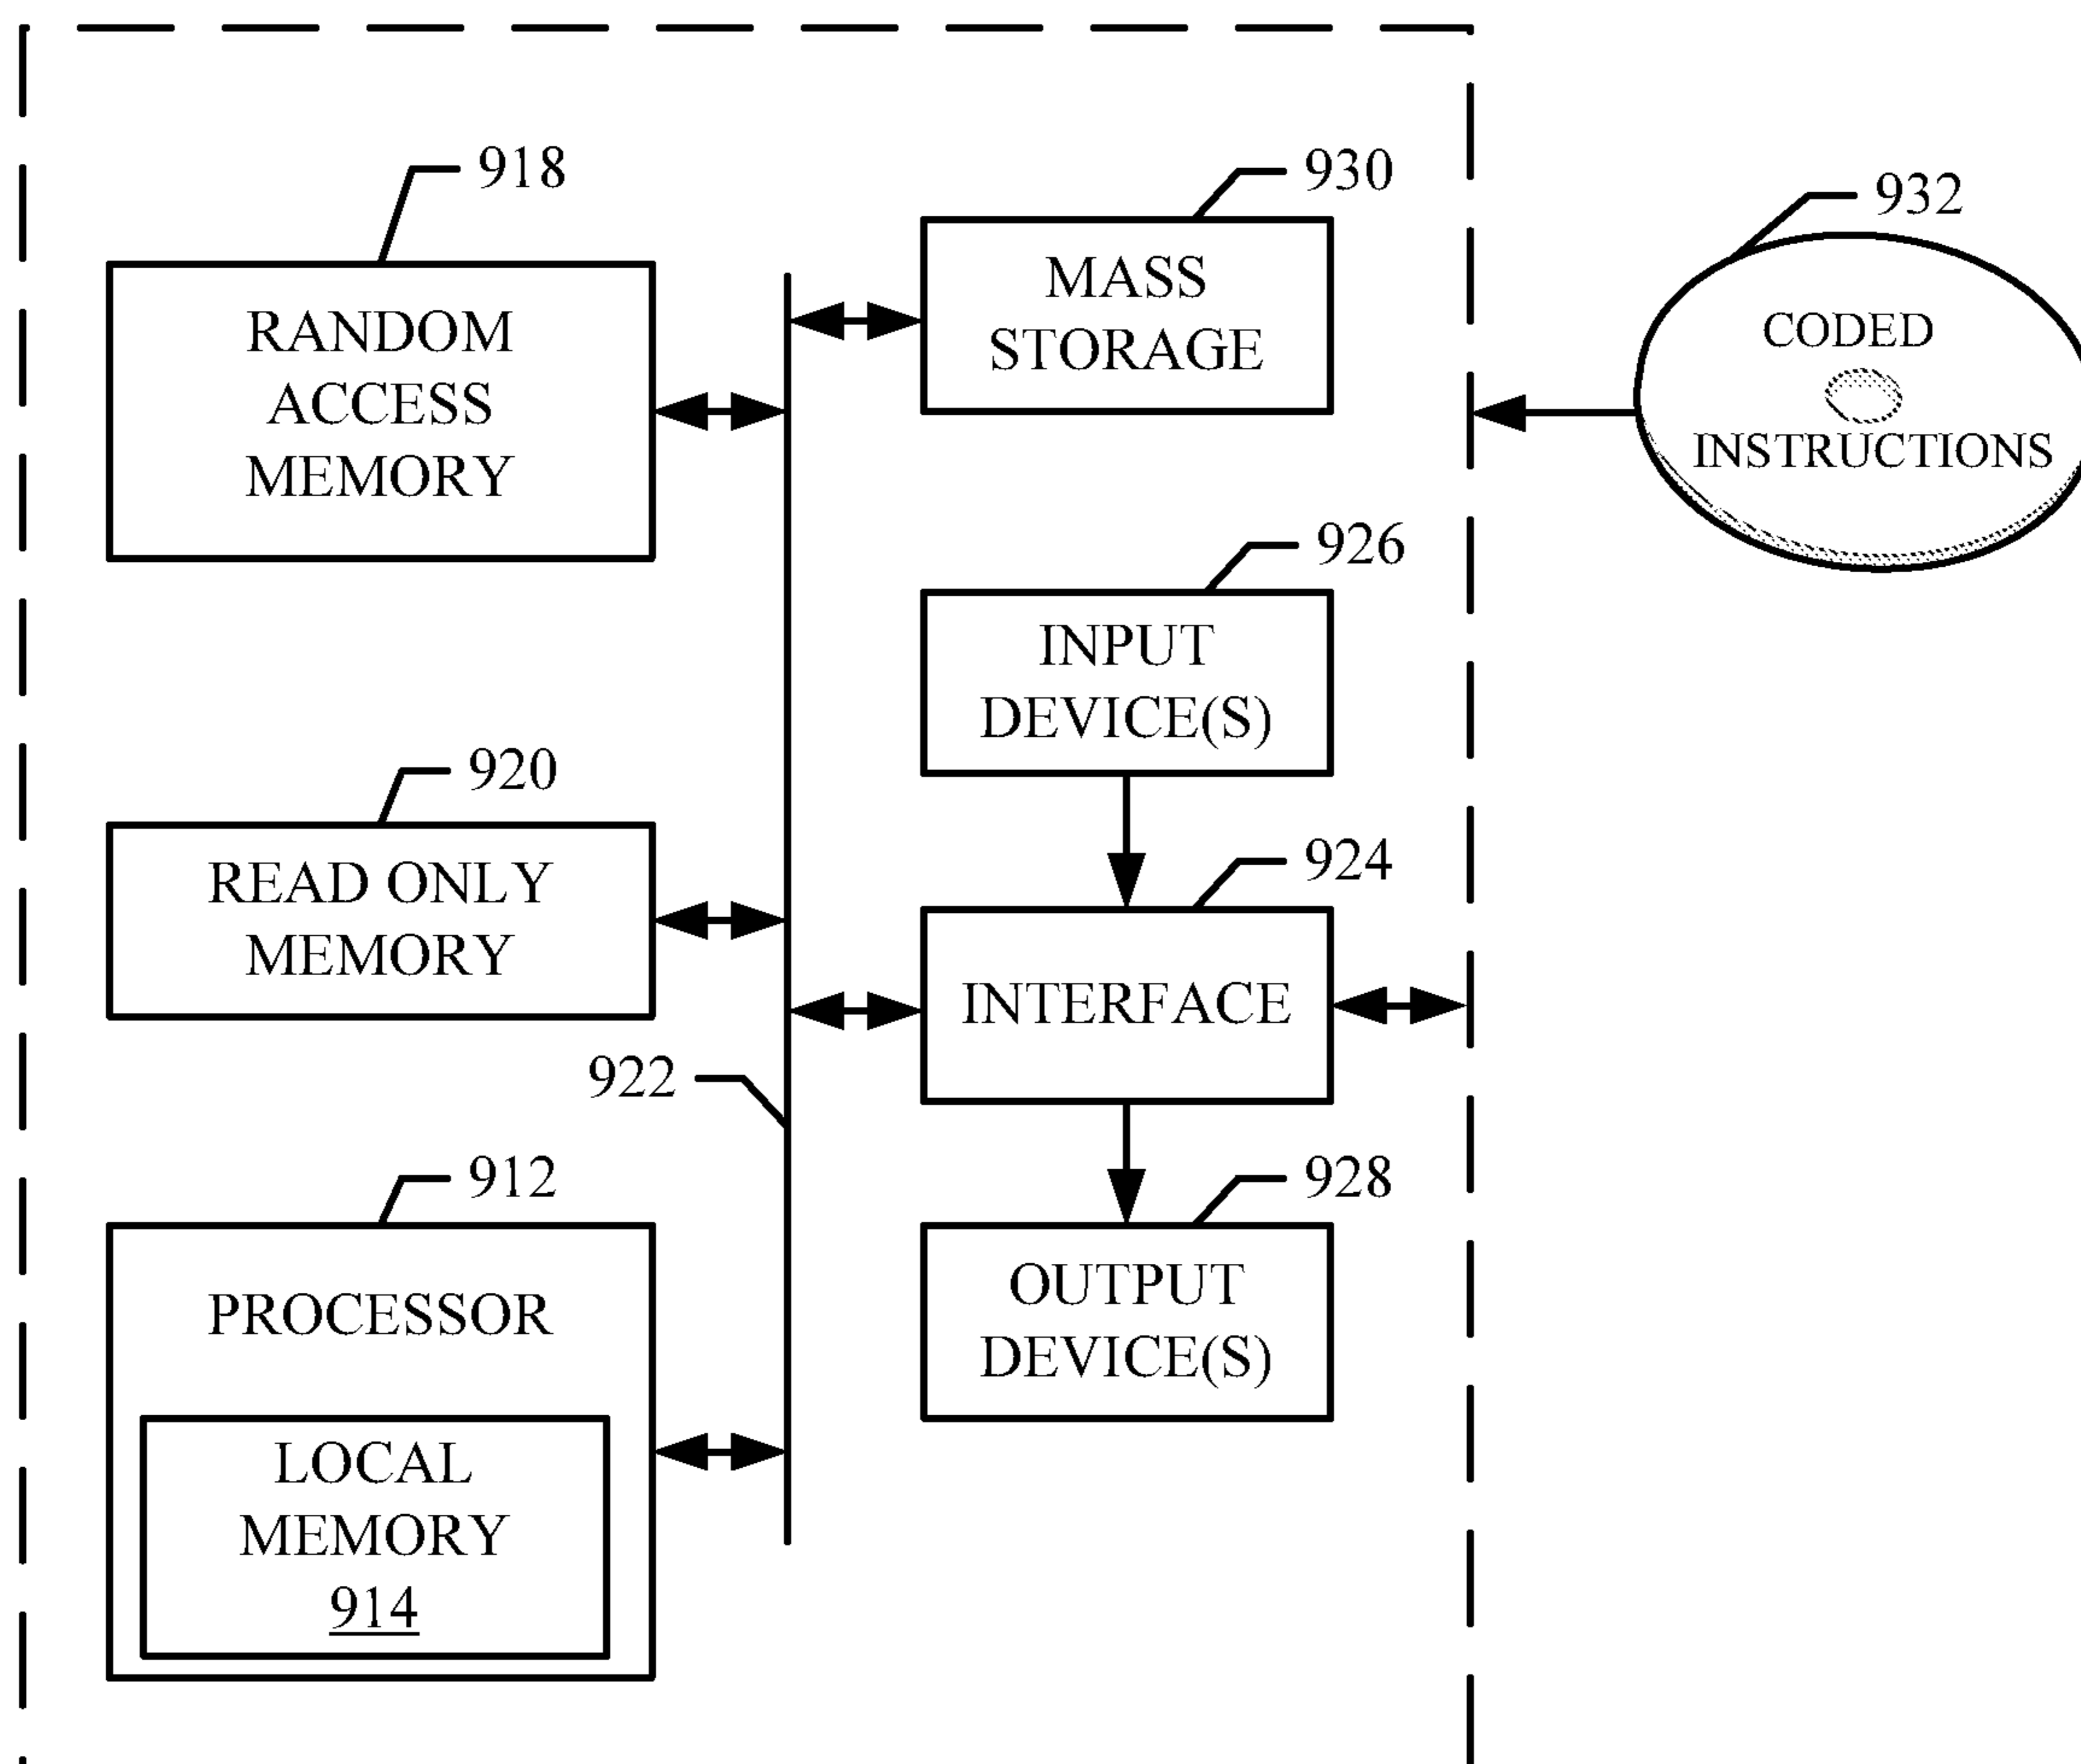 918
RANDOM
ACCESS
MEMORY
930
MASS
STORAGE
932
CODED
INSTRUCTIONS
926
INPUT
DEVICE(S)
920
READ ONLY
MEMORY
924
INTERFACE
922
912
PROCESSOR
LOCAL
MEMORY
914
928
OUTPUT
DEVICE(S)